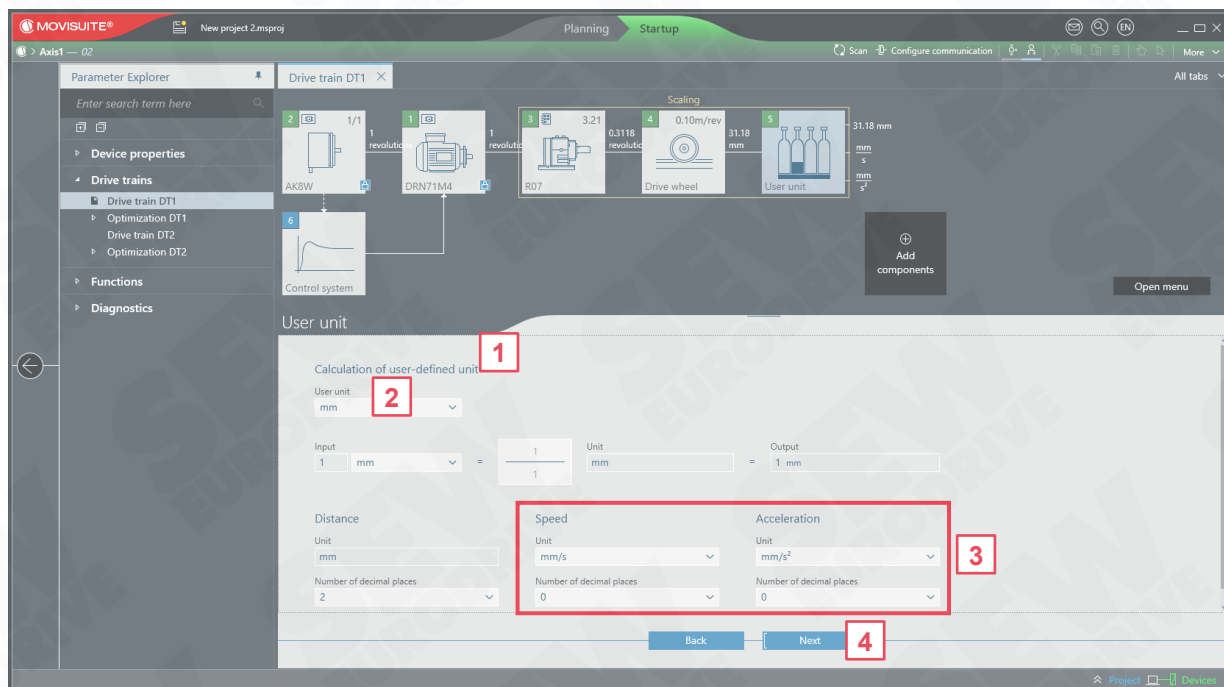 MOVISUITE®
New project 2.msproj
Planning
Startup
EN
> Axis1 — 02
Scan
Configure communication
More
Parameter Explorer
Drive train DT1
All tabs
Enter search term here
Device properties
Drive trains
Drive train DT1
Optimization DT1
Drive train DT2
Optimization DT2
Functions
Diagnostics
Scaling
2
1/1
AK8W
1
1
DRN71M4
1
3
3.21
R07
0.3118
4
0.10m/rev
Drive wheel
31.18
mm
5
User unit
31.18 mm
mm
s
mm
s²
6
Control system
Add
components
Open menu
User unit
1
Calculation of user-defined unit
User unit
mm
2
Input
1 mm
=
1
1
Unit
mm
=
Output
1 mm
Distance
Speed
Acceleration
Unit
Unit
Unit
mm
mm/s
mm/s²
3
Number of decimal places
Number of decimal places
Number of decimal places
2
0
0
Back
Next
4
Project
Devices
SEW
EURODRIVE